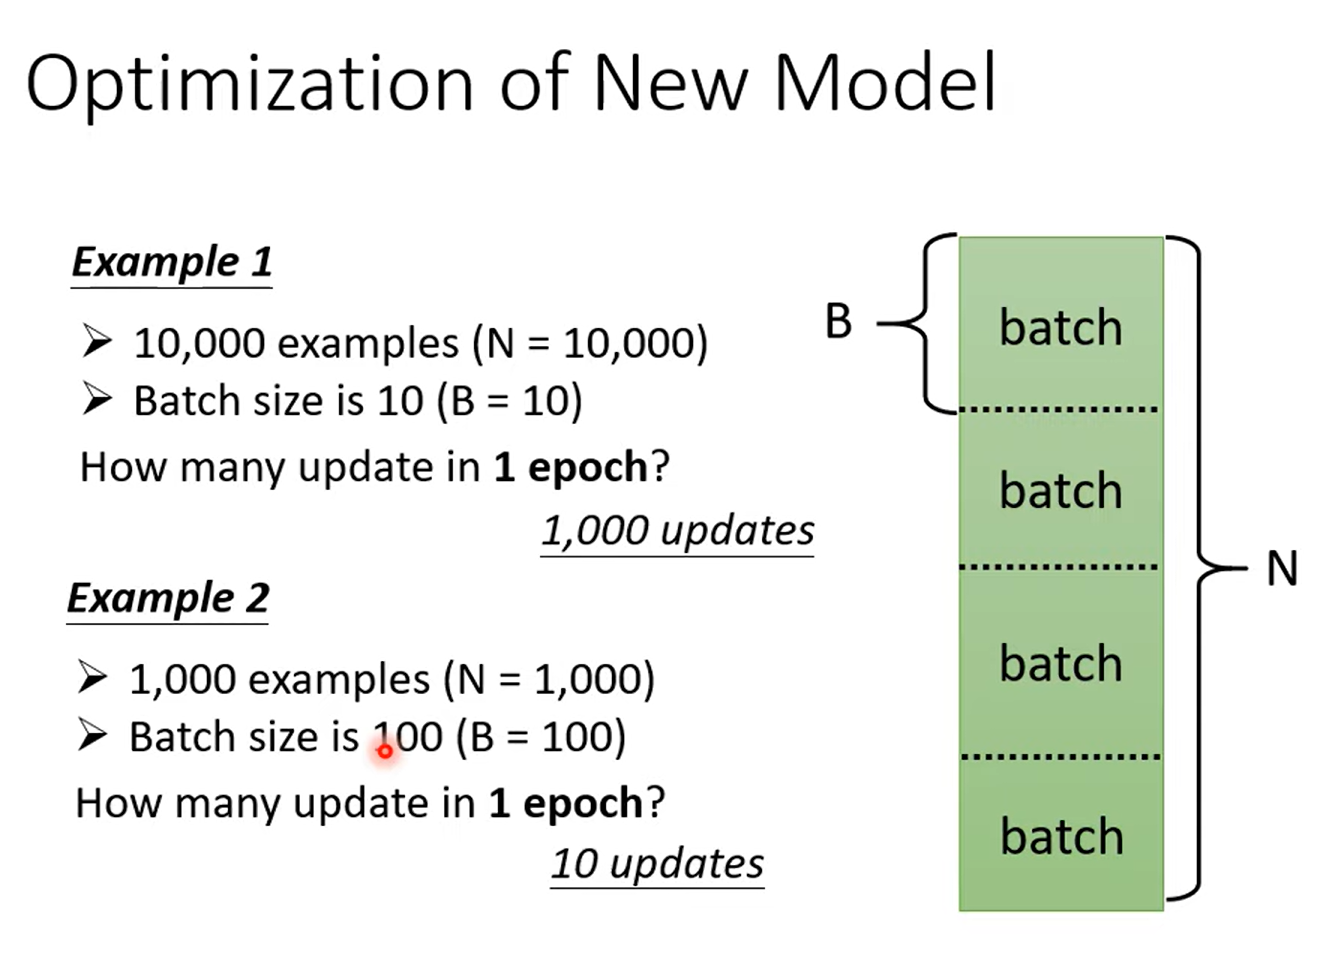 Optimization of New Model
Example 1
10,000 examples (N = 10,000)
Batch size is 10 (B = 10)
How many update in 1 epoch?
1,000 updates
Example 2
1,000 examples (N = 1,000)
Batch size is 100 (B = 100)
How many update in 1 epoch?
10 updates
B
batch
batch
batch
batch
N